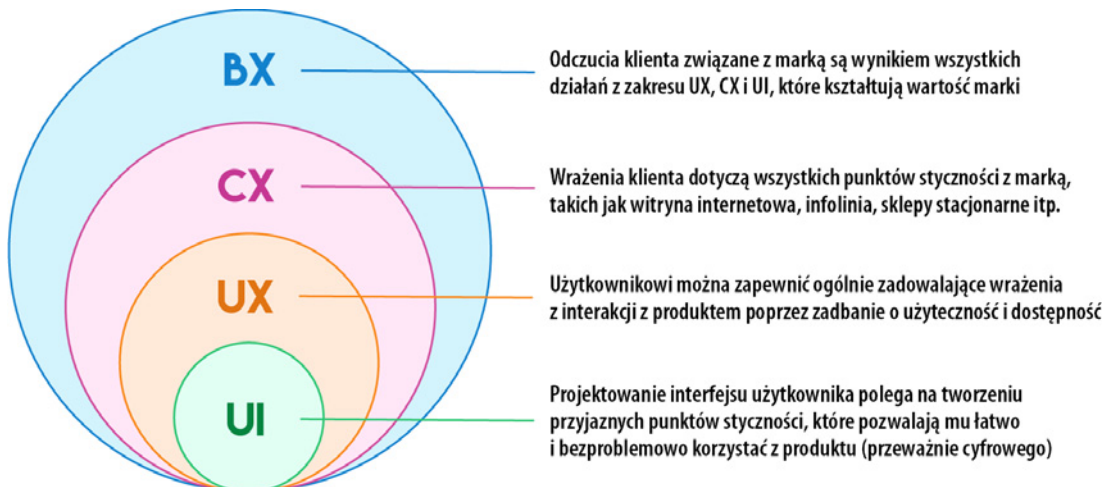 BX
Odczucia klienta związane z marką są wynikiem wszystkich
działań z zakresu UX, CX i UI, które kształtują wartość marki
CX
Wrażenia klienta dotyczą wszystkich punktów styczności z marką,
takich jak witryna internetowa, infolinia, sklepy stacjonarne itp.
UX
Użytkownikowi można zapewnić ogólnie zadowalające wrażenia
z interakcji z produktem poprzez zadbanie o użyteczność i dostępność
UI
Projektowanie interfejsu użytkownika polega na tworzeniu
przyjaznych punktów styczności, które pozwalają mu łatwo
i bezproblemowo korzystać z produktu (przeważnie cyfrowego)